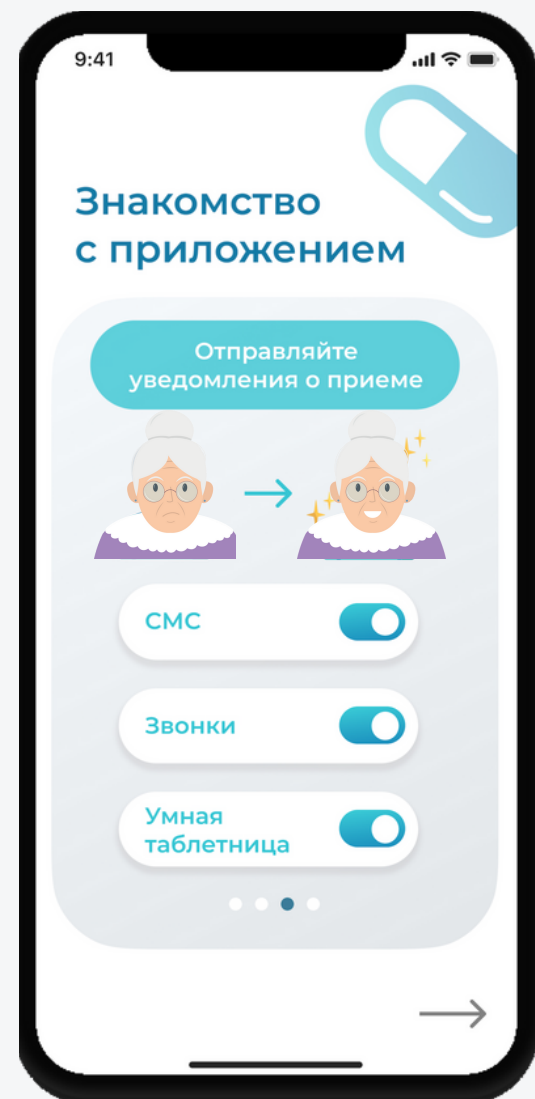 9:41
Знакомство
с приложением
Отправляйте
уведомления о приеме
СМС
Звонки
Умная
таблетница